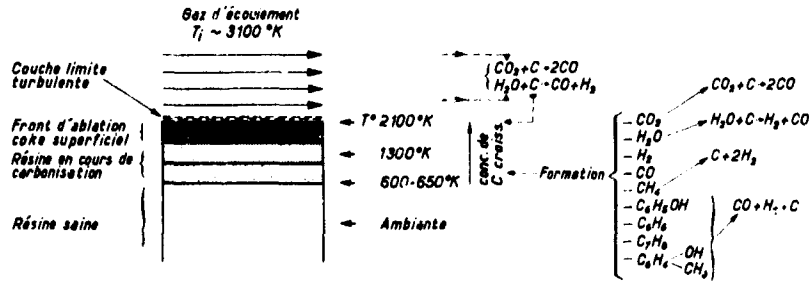 Gaz d'écoulement
Ti ~ 3100 °K
Couche limite
turbulente
Front d'ablation
coke superficiel
Résine en cours de
carbonisation
Résine saine
T° 2100°K
1300°K
600-650°K
Ambiante
CO2+C→2CO
H2O+C→CO+H2
conc. de
C croiss.
Formation
CO2
H2O
H2
CO
CH4
C6H5OH
C6H6
C7H8
C6H4
OH
CH3
CO2+C→2CO
H2O+C→H2+CO
C+2H2
CO+H2+C